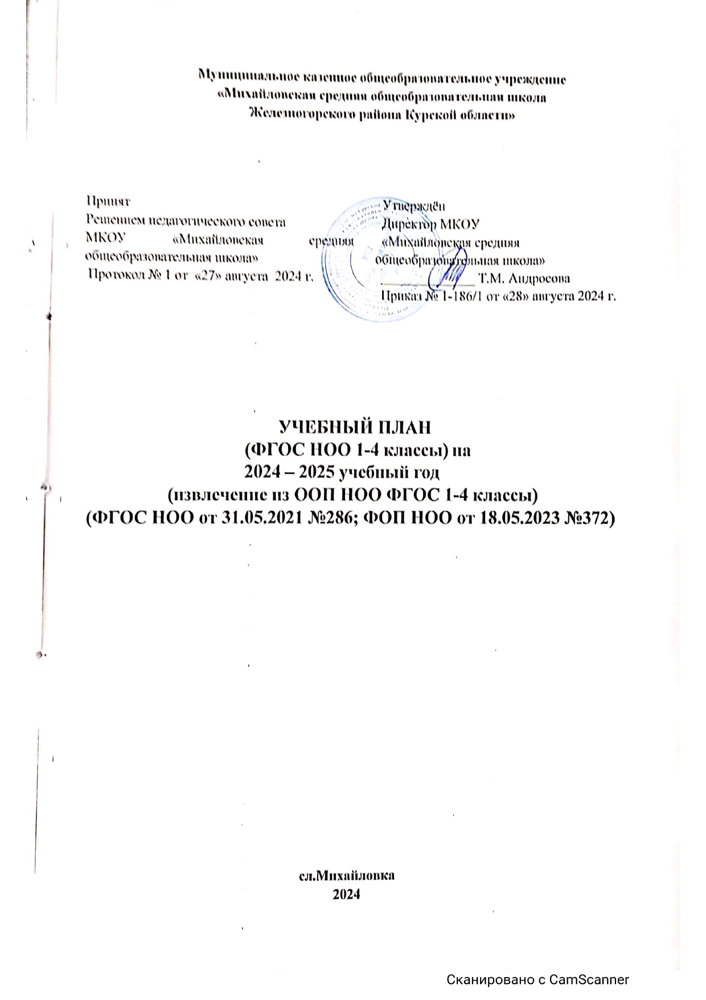 Муниципальное казенное общеобразовательное учреждение
«Михайловская средняя общеобразовательная школа
Железногорского района Курской области»
Принят
Решением педагогического совета
МКОУ «Михайловская средняя
общеобразовательная школа»
Протокол № 1 от «27» августа 2024 г.
Утверждён
Директор МКОУ
«Михайловская средняя
общеобразовательная школа»
______________ Т.М. Андросова
Приказ № 1-186/1 от «28» августа 2024 г.
УЧЕБНЫЙ ПЛАН
(ФГОС НОО 1-4 классы) на
2024 – 2025 учебный год
(извлечение из ООП НОО ФГОС 1-4 классы)
(ФГОС НОО от 31.05.2021 №286; ФОП НОО от 18.05.2023 №372)
сл.Михайловка
2024
Сканировано с CamScanner